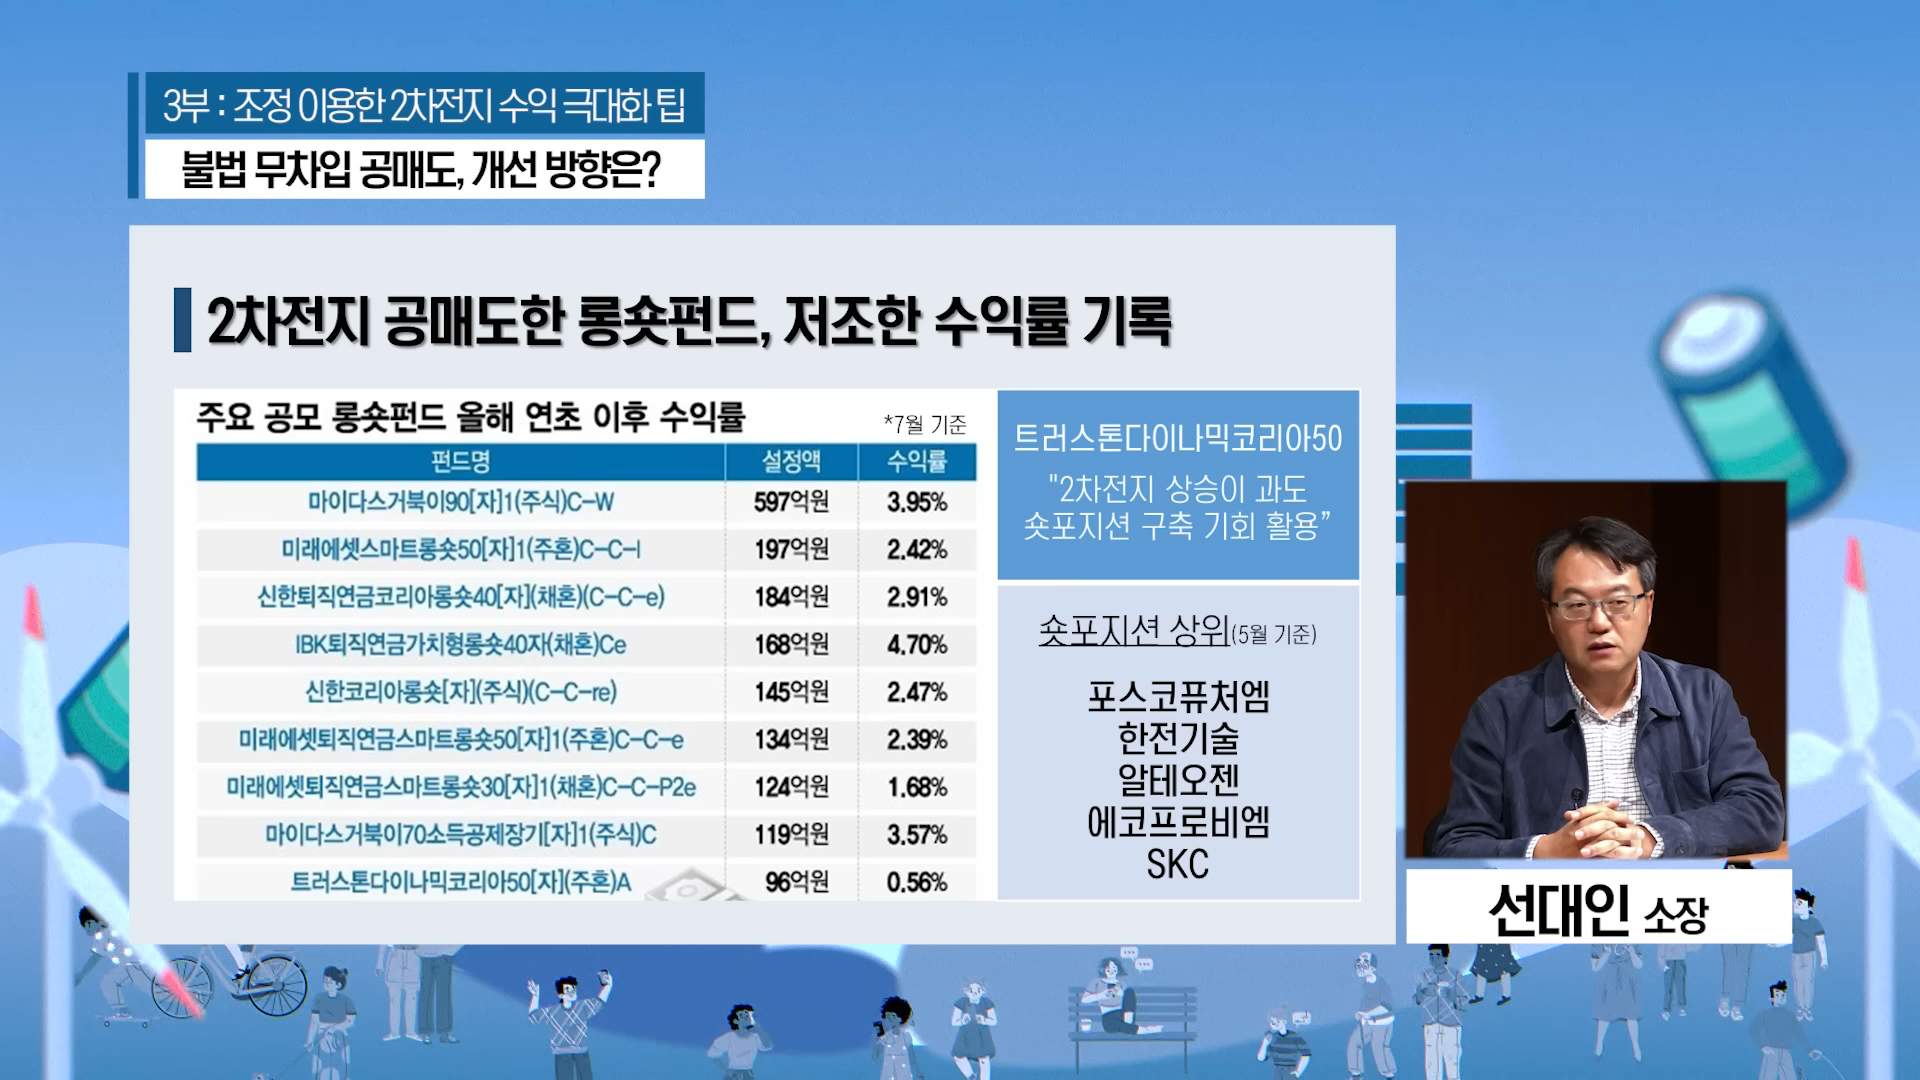 3부 : 조정 이용한 2차전지 수익 극대화 팁
불법 무차입 공매도, 개선 방향은?
2차전지 공매도한 롱숏펀드, 저조한 수익률 기록
주요 공모 롱숏펀드 올해 연초 이후 수익률 *7월 기준
펀드명 설정액 수익률
마이다스거북이90[자]1(주식)C-W 597억원 3.95%
미래에셋스마트롱숏50[자]1(주혼)C-C-I 197억원 2.42%
신한퇴직연금코리아롱숏40[자](채혼)(C-C-e) 184억원 2.91%
IBK퇴직연금가치형롱숏40자(채혼)Ce 168억원 4.70%
신한코리아롱숏[자](주식)(C-C-re) 145억원 2.47%
미래에셋퇴직연금스마트롱숏50[자]1(주혼)C-C-e 134억원 2.39%
미래에셋퇴직연금스마트롱숏30[자]1(채혼)C-C-P2e 124억원 1.68%
마이다스거북이70소득공제장기[자]1(주식)C 119억원 3.57%
트러스톤다이나믹코리아50[자](주혼)A 96억원 0.56%
트러스톤다이나믹코리아50
"2차전지 상승이 과도
숏포지션 구축 기회 활용”
숏포지션 상위(5월 기준)
포스코퓨처엠
한전기술
알테오젠
에코프로비엠
SKC
선대인 소장